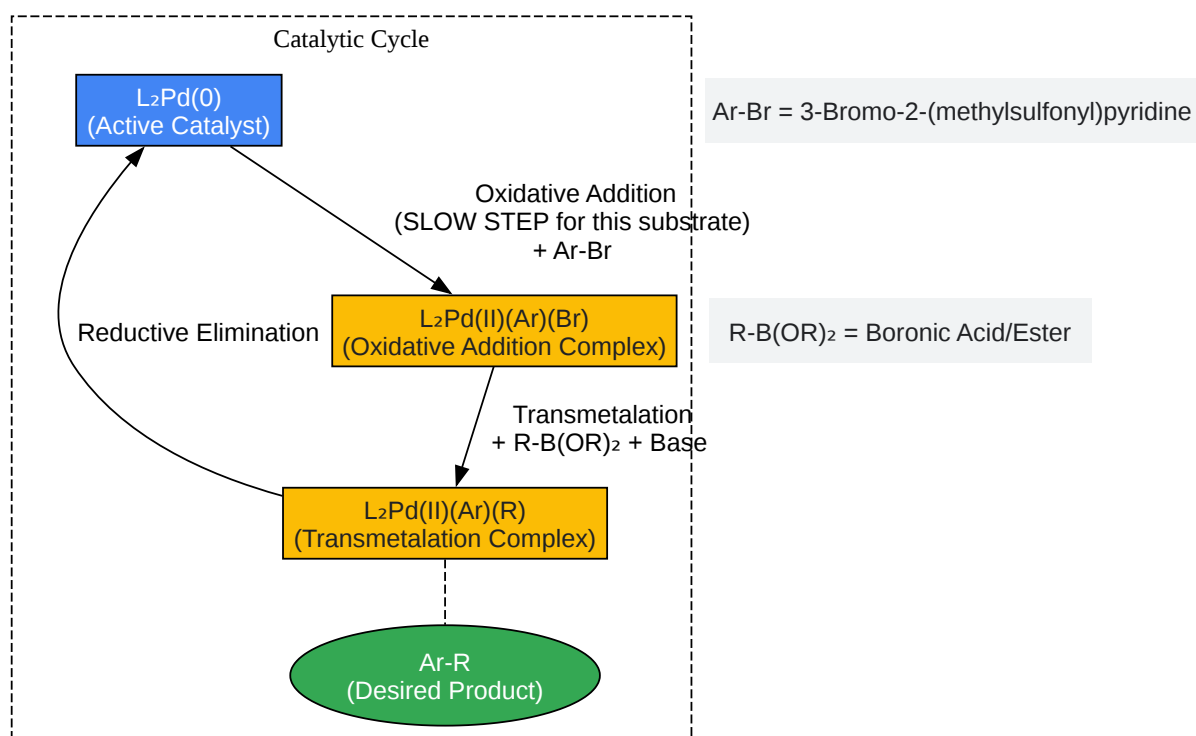 Catalytic Cycle
L₂Pd(0)
(Active Catalyst)
Ar-Br = 3-Bromo-2-(methylsulfonyl)pyridine
Oxidative Addition
(SLOW STEP for this substrate)
+ Ar-Br
Reductive Elimination
L₂Pd(II)(Ar)(Br)
(Oxidative Addition Complex)
R-B(OR)₂ = Boronic Acid/Ester
Transmetalation
+ R-B(OR)₂ + Base
L₂Pd(II)(Ar)(R)
(Transmetalation Complex)
Ar-R
(Desired Product)